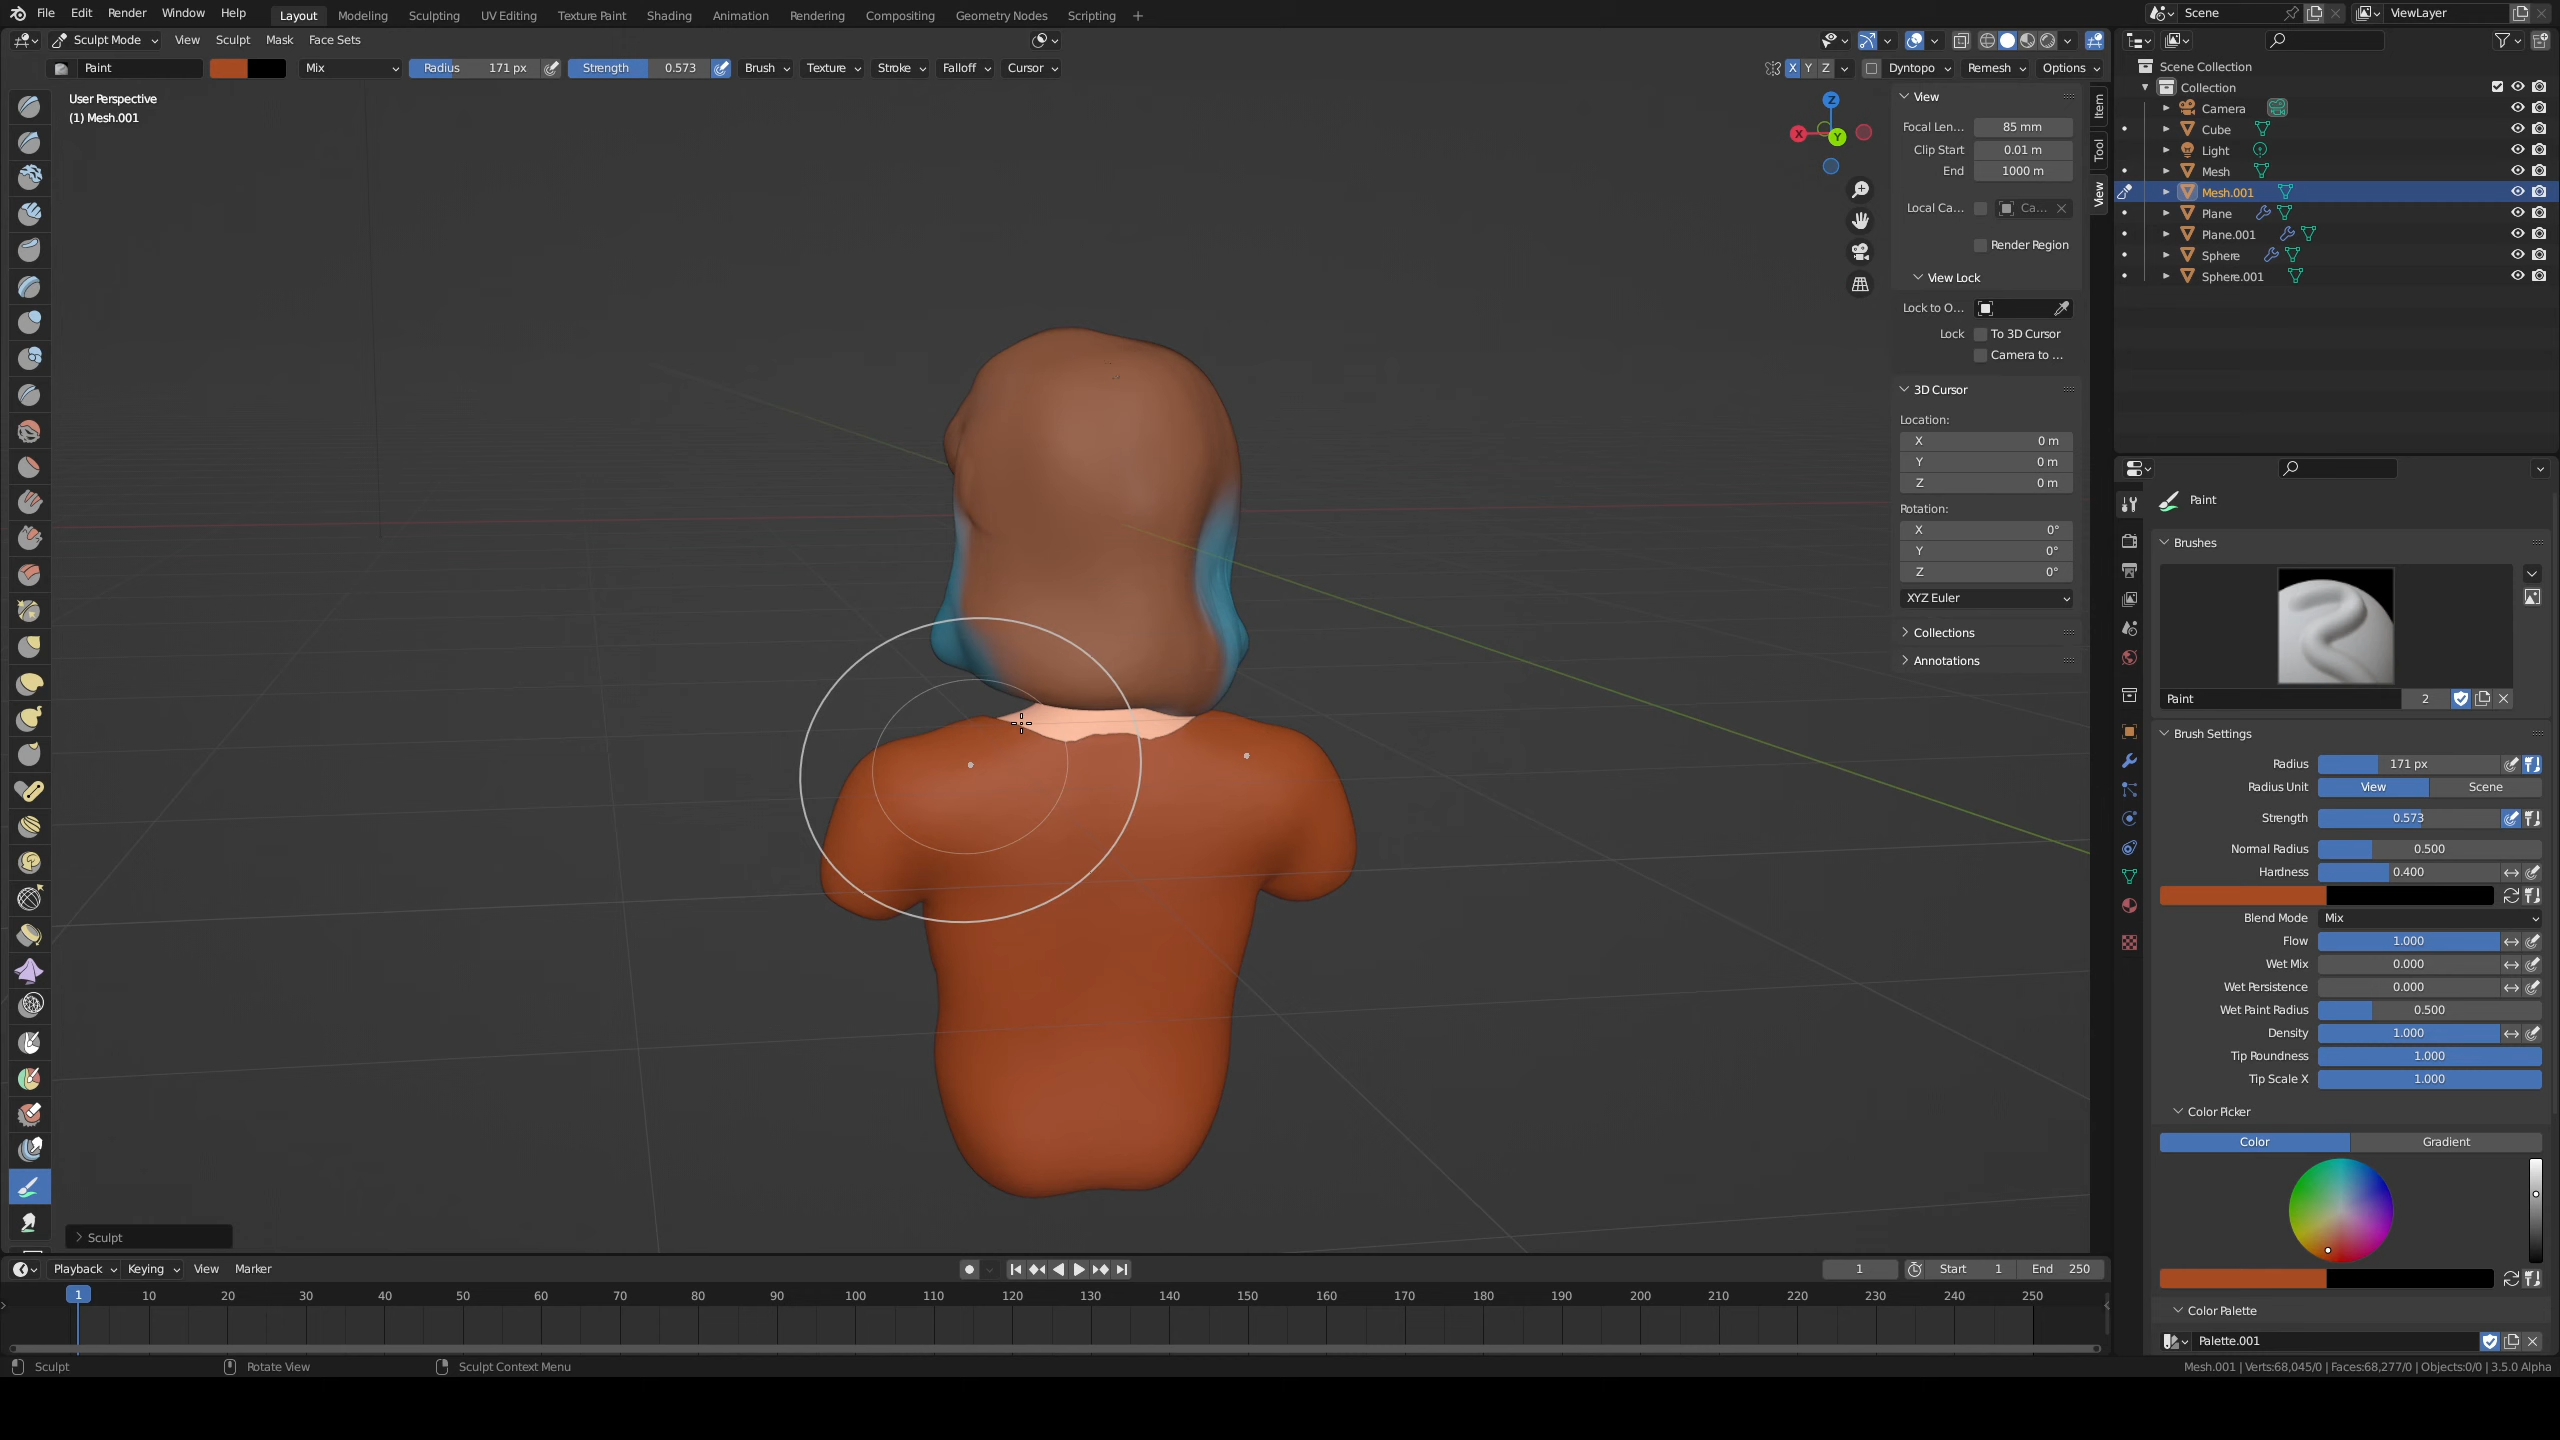 File Edit Render Window Help Layout Modeling Sculpting UV Editing Texture Paint Shading Animation Rendering Compositing Geometry Nodes Scripting + Scene ViewLayer
Sculpt Mode View Sculpt Mask Face Sets
Paint Mix Radius 171 px Strength 0.573 Brush Texture Stroke Falloff Cursor X Y Z Dyntopo Remesh Options
User Perspective
(1) Mesh.001
Z
X
Y
View
Focal Len... 85 mm
Clip Start 0.01 m
End 1000 m
Local Ca... Ca...
Render Region
View Lock
Lock to O...
Lock To 3D Cursor
Camera to ...
3D Cursor
Location:
X 0 m
Y 0 m
Z 0 m
Rotation:
X 0°
Y 0°
Z 0°
XYZ Euler
Collections
Annotations
Item
Tool
View
Scene Collection
Collection
Camera
Cube
Light
Mesh
Mesh.001
Plane
Plane.001
Sphere
Sphere.001
Paint
Brushes
Paint 2
Brush Settings
Radius 171 px
Radius Unit View Scene
Strength 0.573
Normal Radius 0.500
Hardness 0.400
Blend Mode Mix
Flow 1.000
Wet Mix 0.000
Wet Persistence 0.000
Wet Paint Radius 0.500
Density 1.000
Tip Roundness 1.000
Tip Scale X 1.000
Color Picker
Color Gradient
Color Palette
Palette.001
Sculpt
Playback Keying View Marker 1 Start 1 End 250
1 10 20 30 40 50 60 70 80 90 100 110 120 130 140 150 160 170 180 190 200 210 220 230 240 250
Sculpt Rotate View Sculpt Context Menu Mesh.001 | Verts:68,045/0 | Faces:68,277/0 | Objects:0/0 | 3.5.0 Alpha